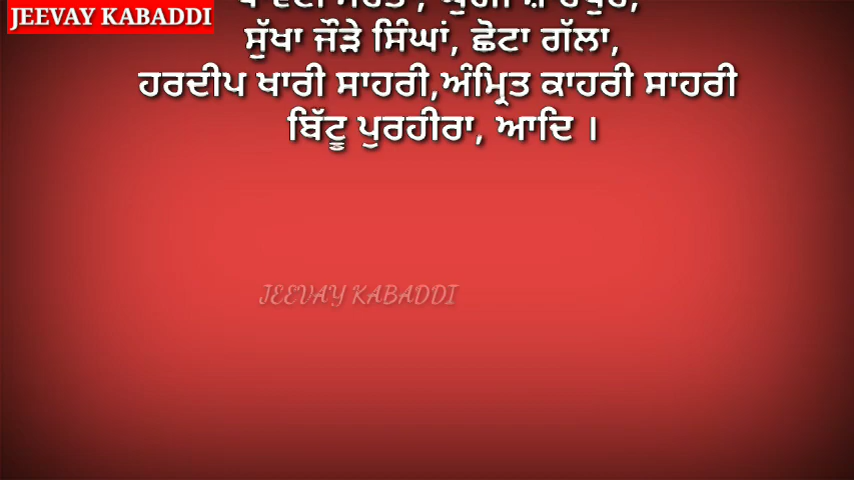 JEEVAY KABADDI
ਸੁੱਖਾ ਜੌੜੇ ਸਿੰਘਾਂ, ਛੋਟਾ ਗੱਲਾ,
ਹਰਦੀਪ ਖਾਰੀ ਸਾਹਰੀ,ਅੰਮ੍ਰਿਤ ਕਾਹਰੀ ਸਾਹਰੀ
ਬਿੱਟੂ ਪੁਰਹੀਰਾ, ਆਦਿ ।
JEEVAY KABADDI